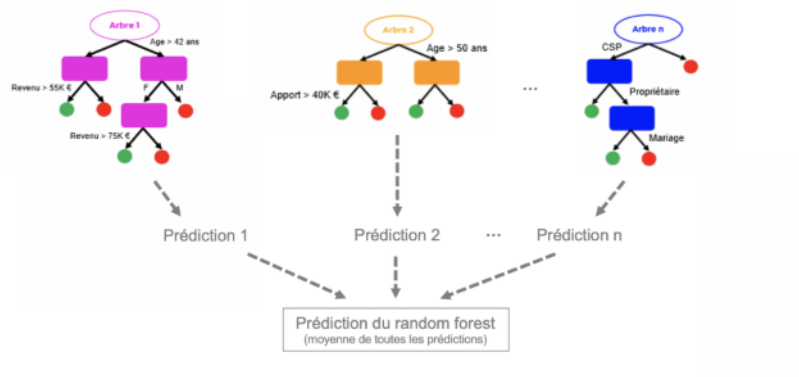 Arbre 1
Age > 42 ans
Revenu > 55K €
F
M
Revenu > 75K €
Arbre 2
Age > 50 ans
Apport > 40K €
...
Arbre n
CSP
Propriétaire
Mariage
Prédiction 1
Prédiction 2
...
Prédiction n
Prédiction du random forest
(moyenne de toutes les prédictions)